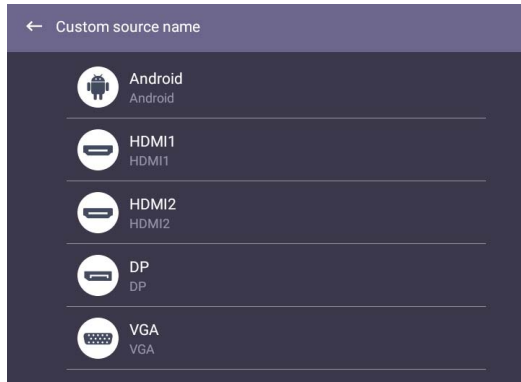 Custom source name
Android
Android
HDMI1
HDMI1
HDMI2
HDMI2
DP
DP
VGA
VGA